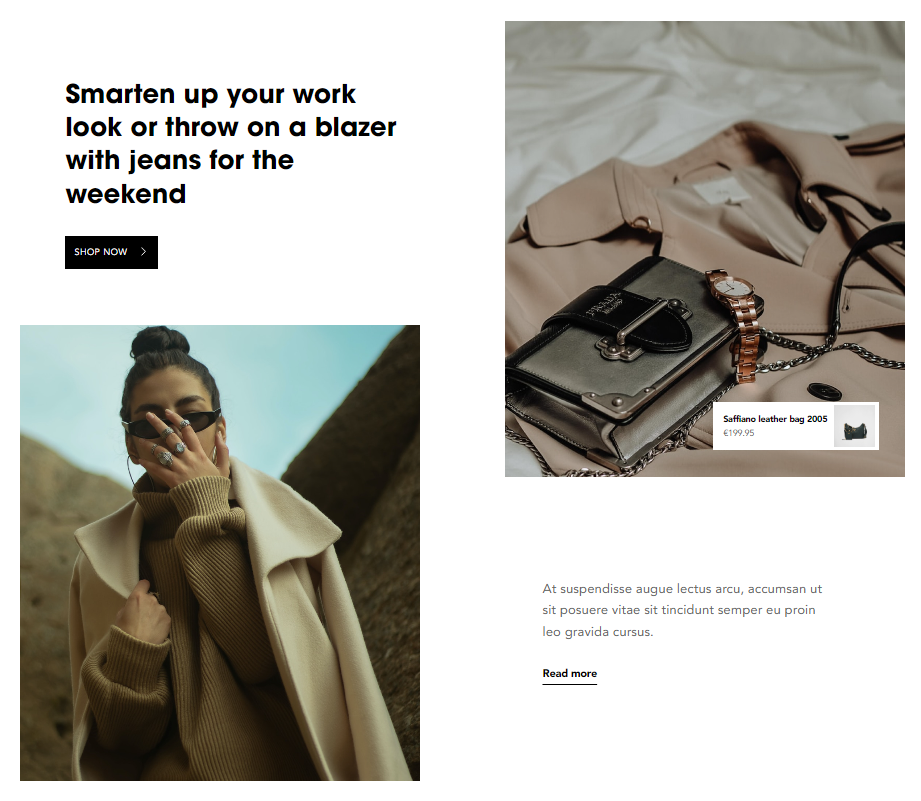 Smarten up your work
look or throw on a blazer
with jeans for the
weekend
SHOP NOW
PRADA
Saffiano leather bag 2005
€199.95
At suspendisse augue lectus arcu, accumsan ut
sit posuere vitae sit tincidunt semper eu proin
leo gravida cursus.
Read more